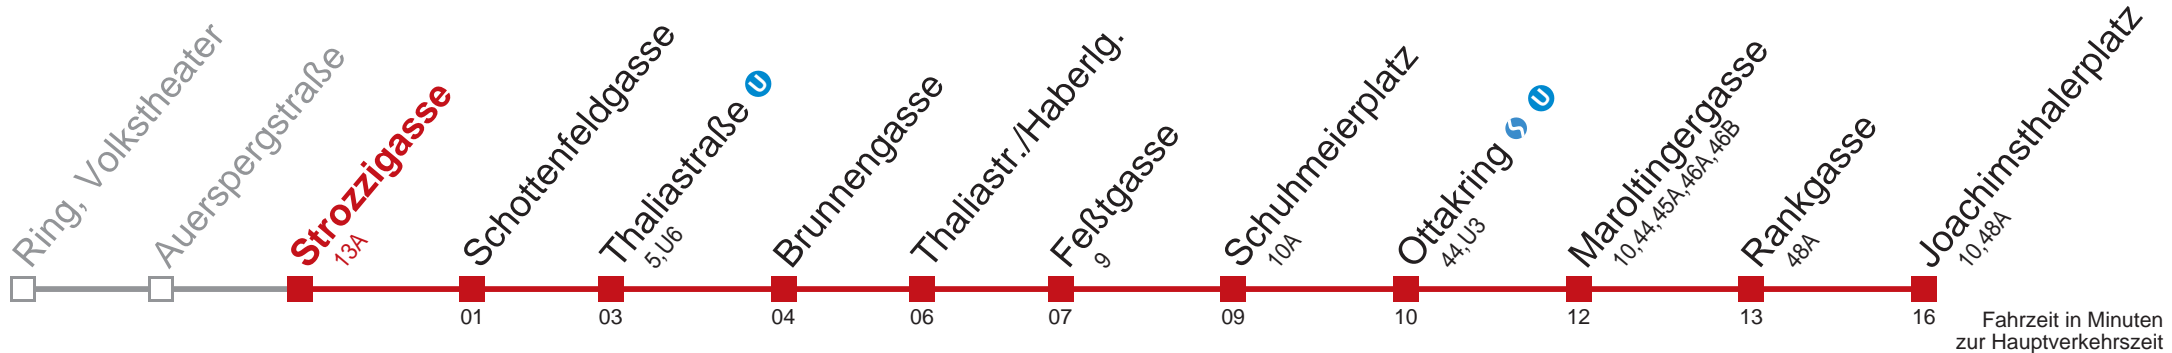 Ring, Volkstheater
Auerspergstraße
Strozzigasse
13A
Schottenfeldgasse
Thaliastraße U
5,U6
Brunnengasse
Thaliastr./Haberlg.
Feßtgasse
9
Schuhmeierplatz
10A
Ottakring S U
44,U3
Maroltingergasse
10,44,45A,46A,46B
Rankgasse
48A
Joachimsthalerplatz
10,48A
01 03 04 06 07 09 10 12 13 16
Fahrzeit in Minuten
zur Hauptverkehrszeit